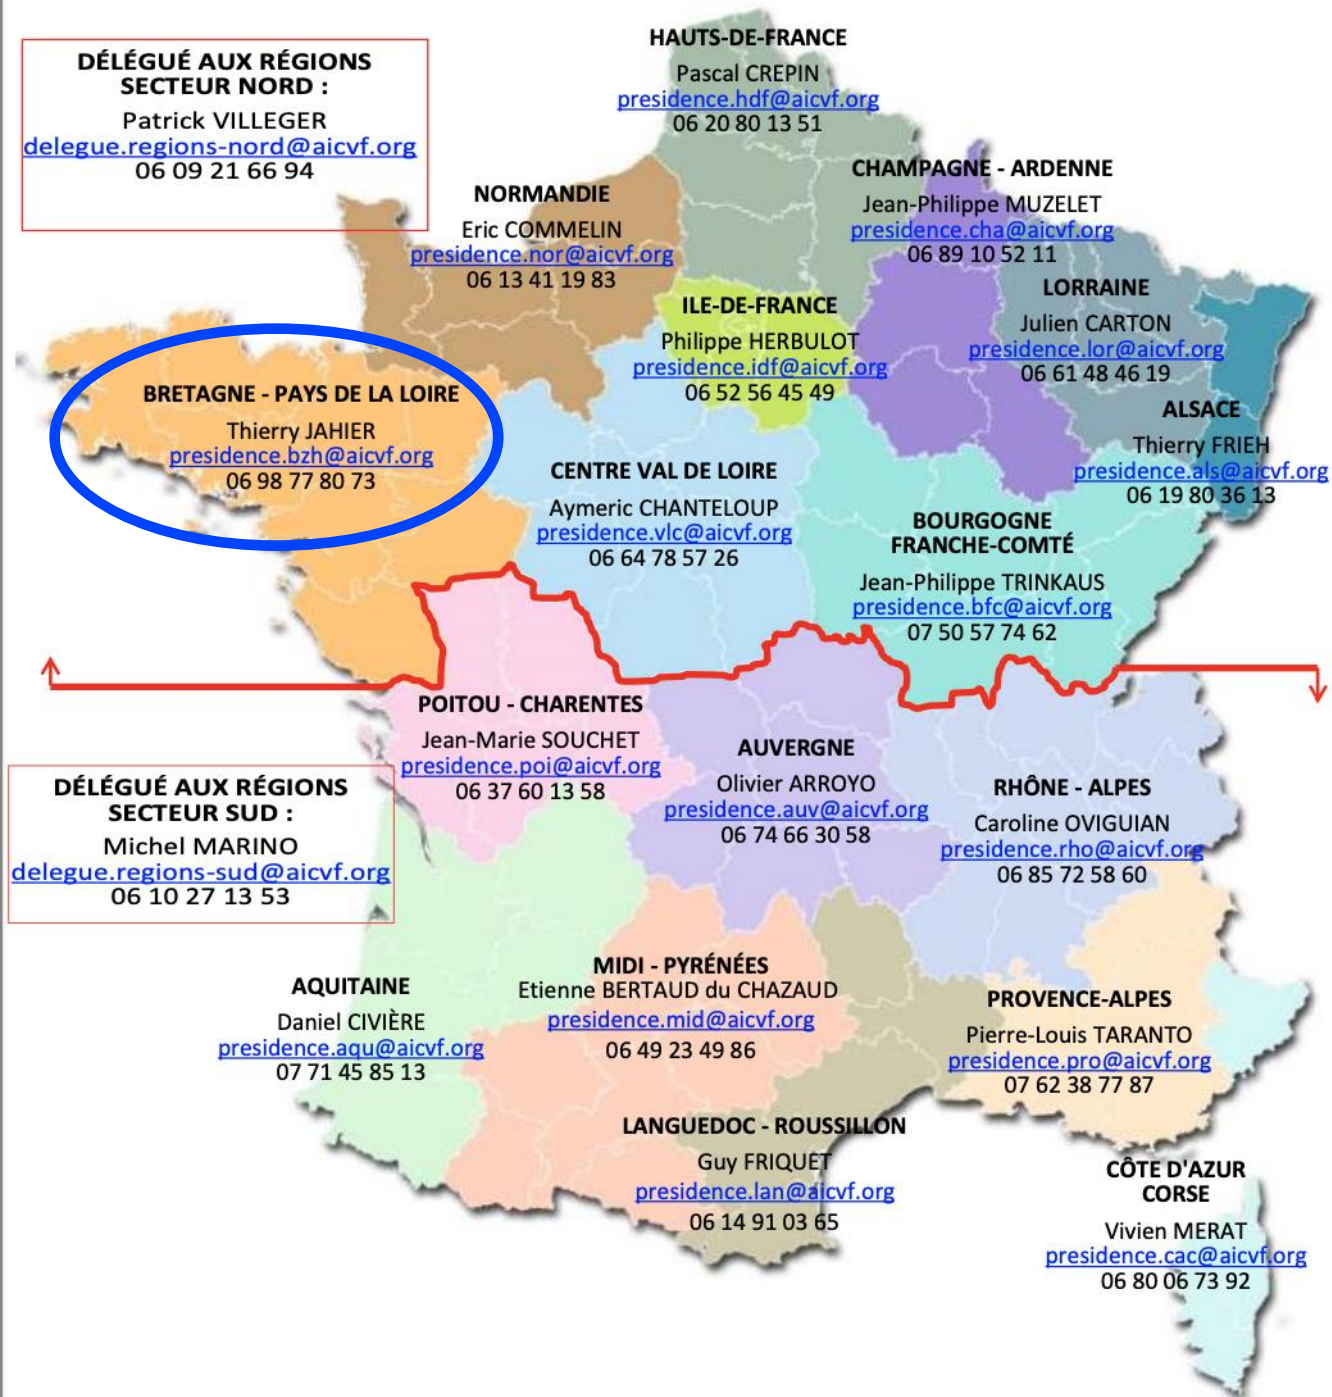 DÉLÉGUÉ AUX RÉGIONS
SECTEUR NORD :
Patrick VILLEGER
delegue.regions-nord@aicvf.org
06 09 21 66 94
HAUTS-DE-FRANCE
Pascal CREPIN
presidence.hdf@aicvf.org
06 20 80 13 51
NORMANDIE
Eric COMMELIN
presidence.nor@aicvf.org
06 13 41 19 83
CHAMPAGNE - ARDENNE
Jean-Philippe MUZELET
presidence.cha@aicvf.org
06 89 10 52 11
ILE-DE-FRANCE
Philippe HERBULOT
presidence.idf@aicvf.org
06 52 56 45 49
LORRAINE
Julien CARTON
presidence.lor@aicvf.org
06 61 48 46 19
BRETAGNE - PAYS DE LA LOIRE
Thierry JAHIER
presidence.bzh@aicvf.org
06 98 77 80 73
ALSACE
Thierry FRIEH
presidence.als@aicvf.org
06 19 80 36 13
CENTRE VAL DE LOIRE
Aymeric CHANTELOUP
presidence.vlc@aicvf.org
06 64 78 57 26
BOURGOGNE
FRANCHE-COMTÉ
Jean-Philippe TRINKAUS
presidence.bfc@aicvf.org
07 50 57 74 62
POITOU - CHARENTES
Jean-Marie SOUCHET
presidence.poi@aicvf.org
06 37 60 13 58
AUVERGNE
Olivier ARROYO
presidence.auv@aicvf.org
06 74 66 30 58
RHÔNE - ALPES
Caroline OVIGUIAN
presidence.rho@aicvf.org
06 85 72 58 60
DÉLÉGUÉ AUX RÉGIONS
SECTEUR SUD :
Michel MARINO
delegue.regions-sud@aicvf.org
06 10 27 13 53
AQUITAINE
Daniel CIVIÈRE
presidence.aqu@aicvf.org
07 71 45 85 13
MIDI - PYRÉNÉES
Etienne BERTAUD du CHAZAUD
presidence.mid@aicvf.org
06 49 23 49 86
PROVENCE-ALPES
Pierre-Louis TARANTO
presidence.pro@aicvf.org
07 62 38 77 87
LANGUEDOC - ROUSSILLON
Guy FRIQUET
presidence.lan@aicvf.org
06 14 91 03 65
CÔTE D'AZUR
CORSE
Vivien MERAT
presidence.cac@aicvf.org
06 80 06 73 92